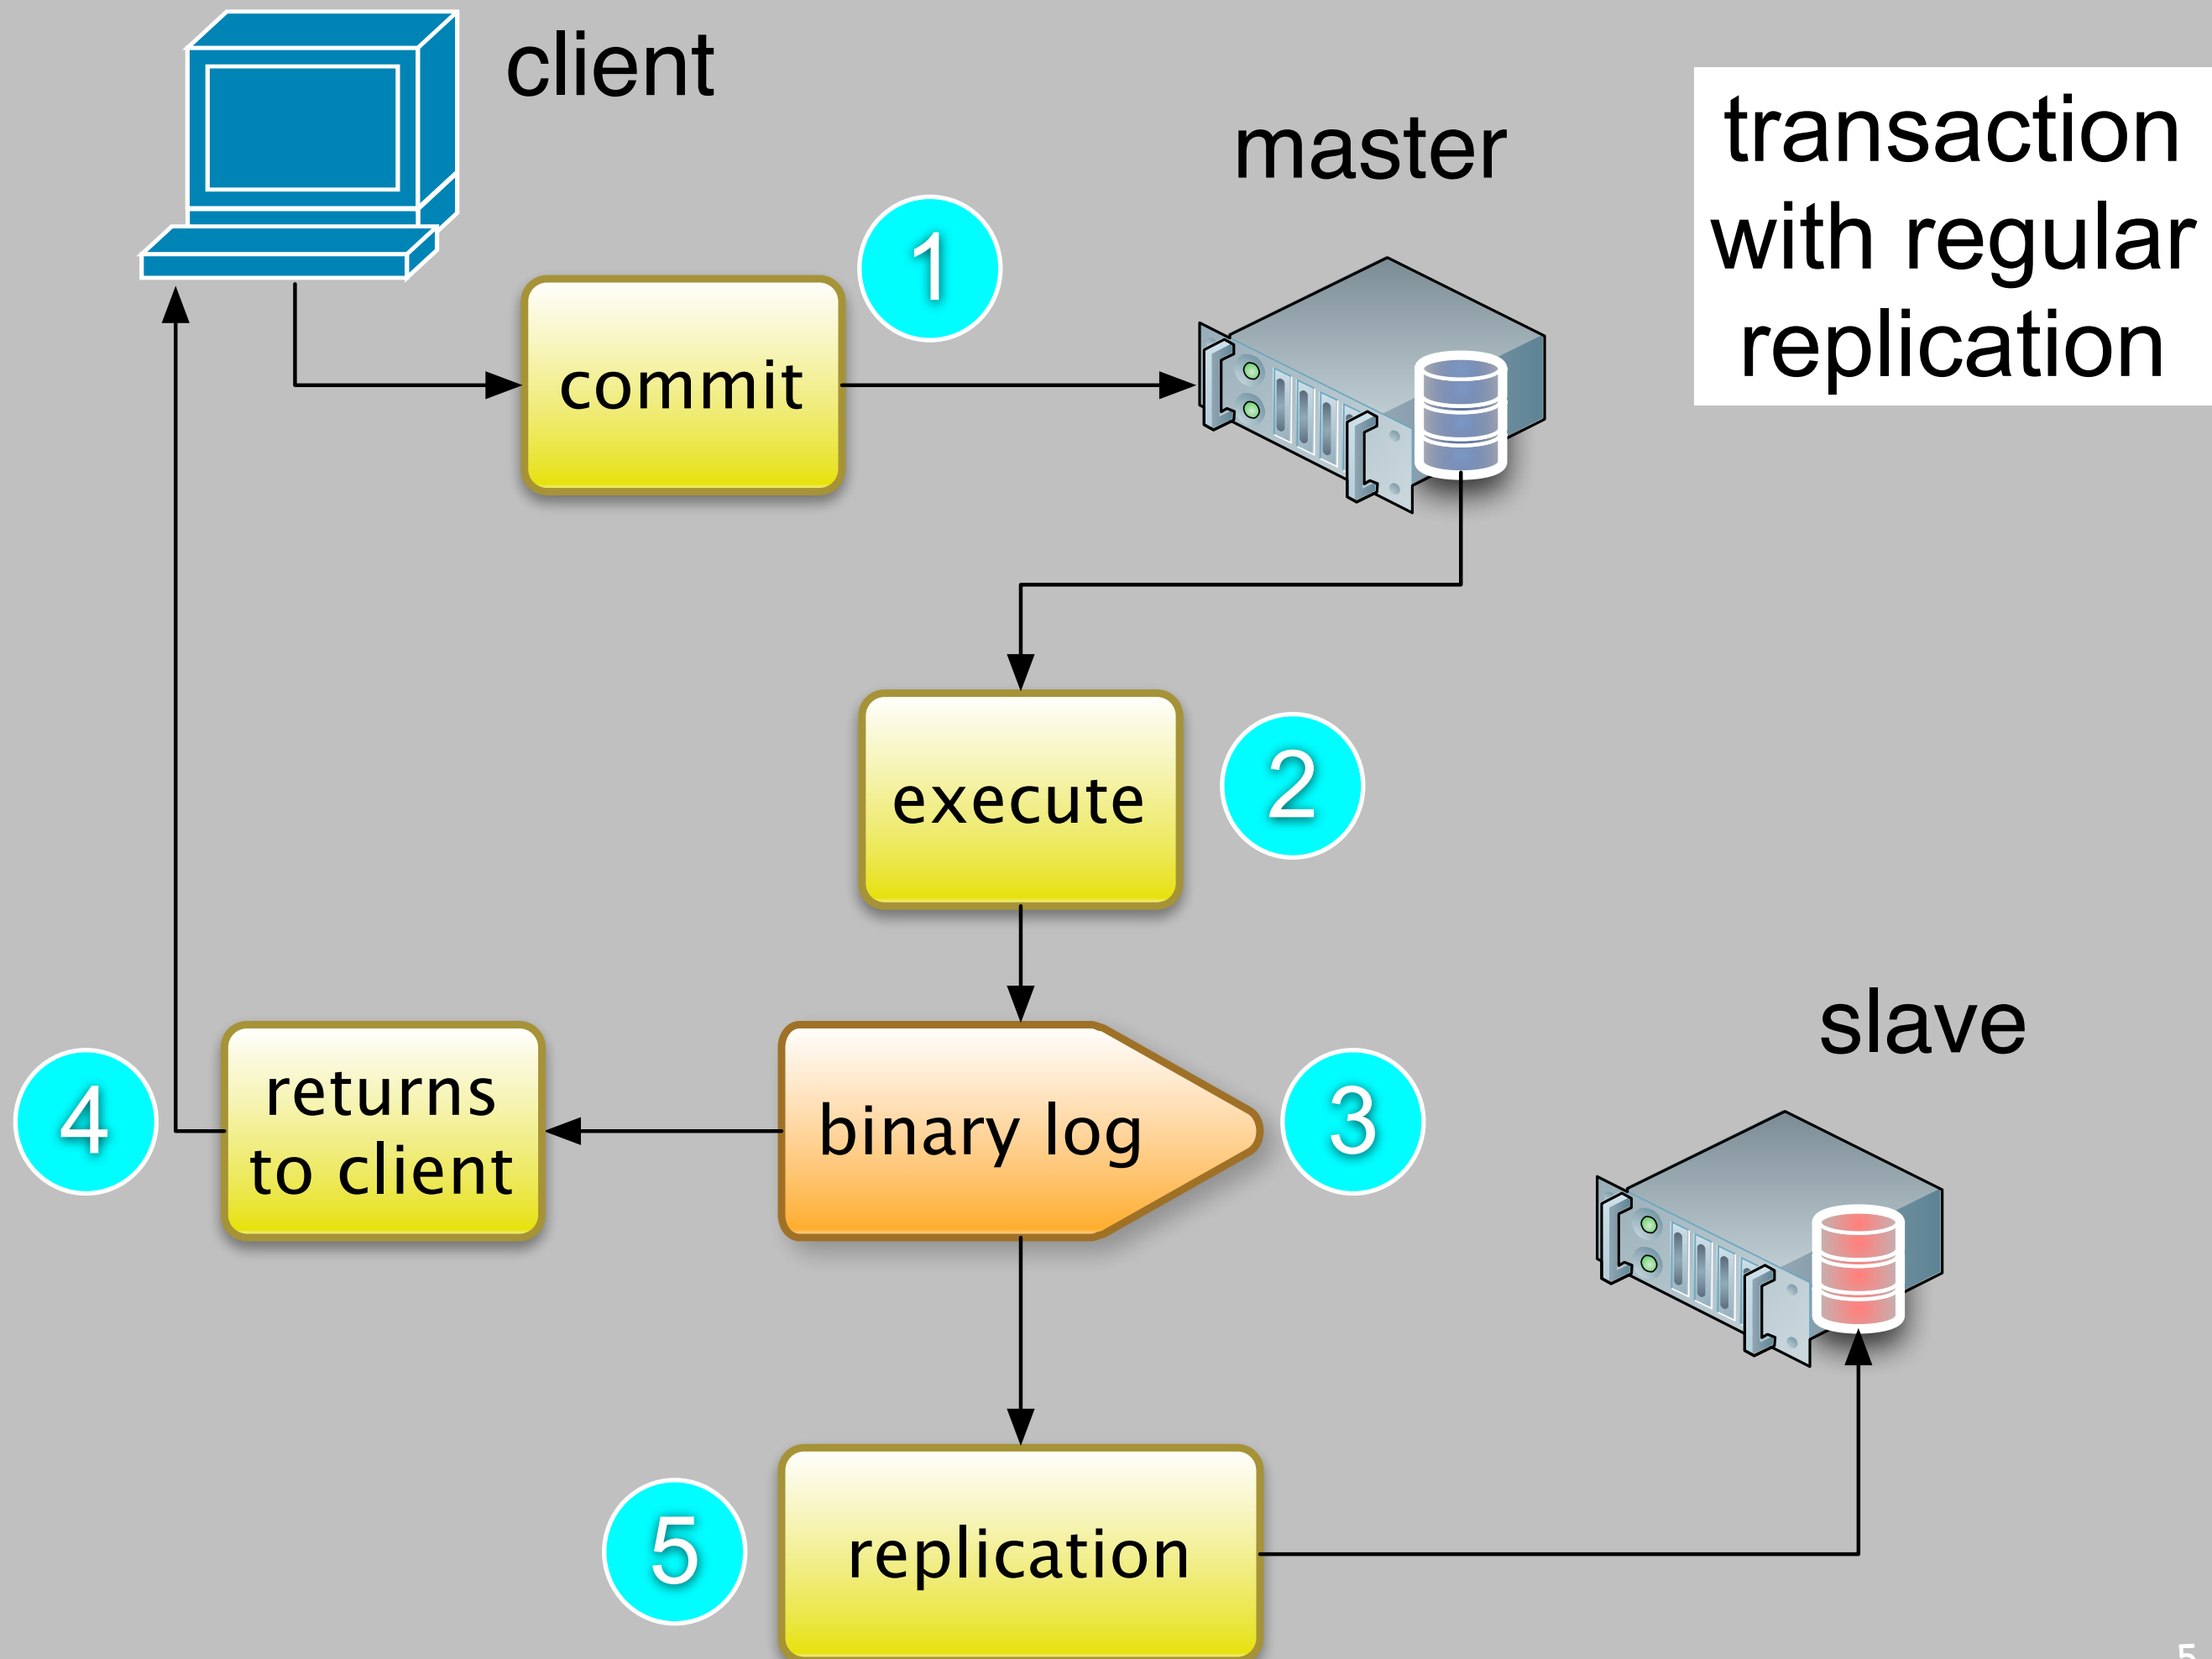 client
master
transaction
with regular
replication
1
commit
execute
2
slave
4
returns
to client
binary log
3
5
replication
5